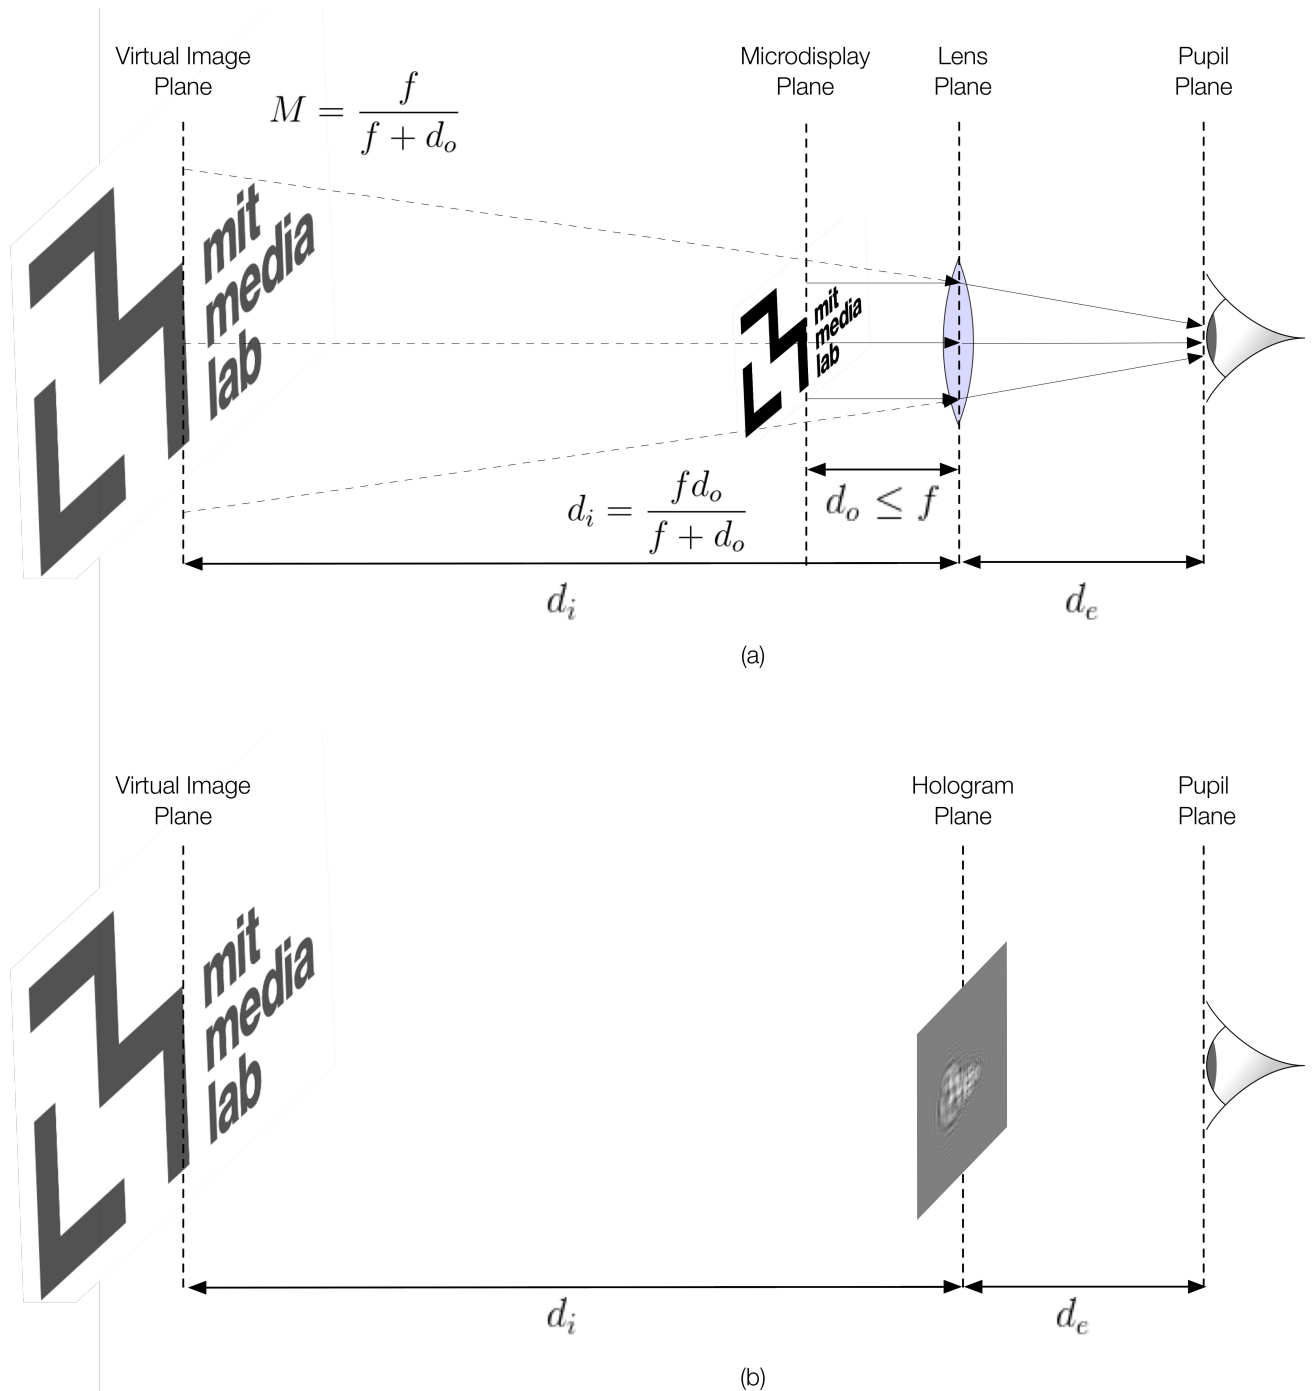 Virtual Image
Plane
Microdisplay
Plane
Lens
Plane
Pupil
Plane
M = f / (f + d_o)
mit
media
lab
mit
media
lab
d_i = f d_o / (f + d_o)
d_o ≤ f
d_i
d_e
(a)
Virtual Image
Plane
Hologram
Plane
Pupil
Plane
mit
media
lab
d_i
d_e
(b)